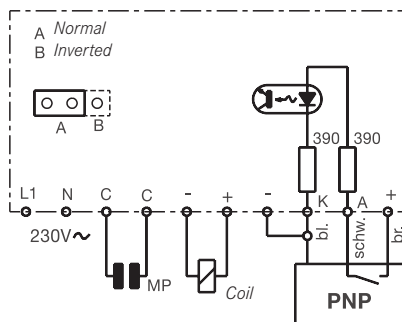 A Normal
B Inverted
A B
390 390
L1 N C C - + - K A +
230V~
MP
Coil
bl.
schw.
br.
PNP